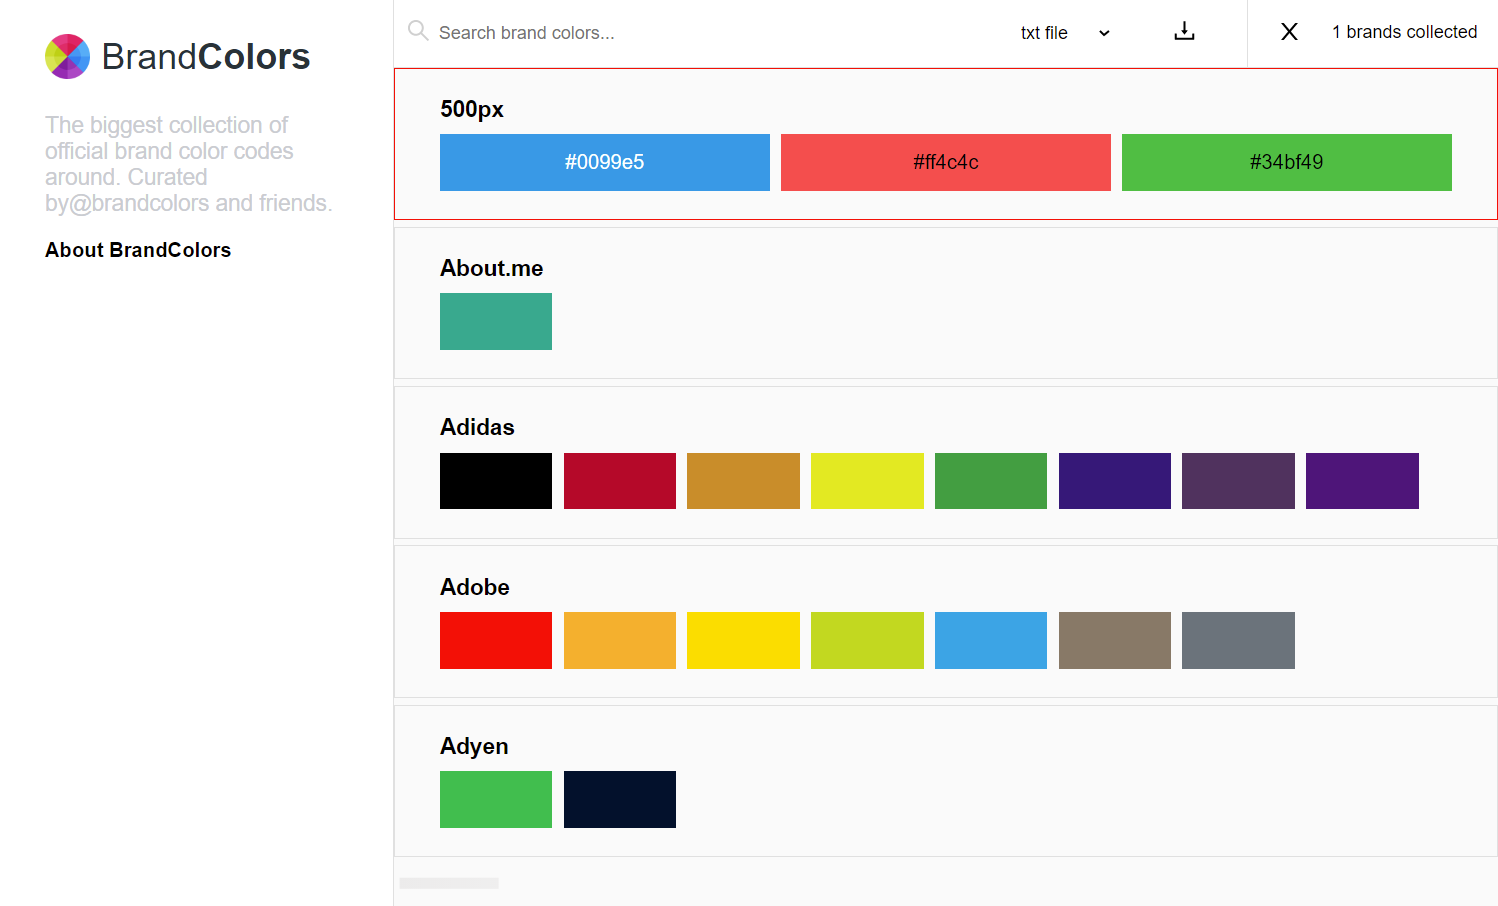 BrandColors
The biggest collection of
official brand color codes
around. Curated
by@brandcolors and friends.
About BrandColors
Search brand colors...
txt file
X
1 brands collected
500px
#0099e5
#ff4c4c
#34bf49
About.me
Adidas
Adobe
Adyen